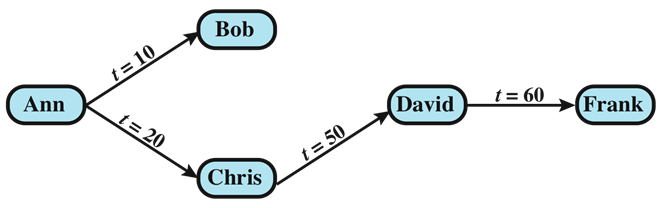 Bob
t = 10
Ann
David
t = 60
Frank
t = 20
t = 50
Chris